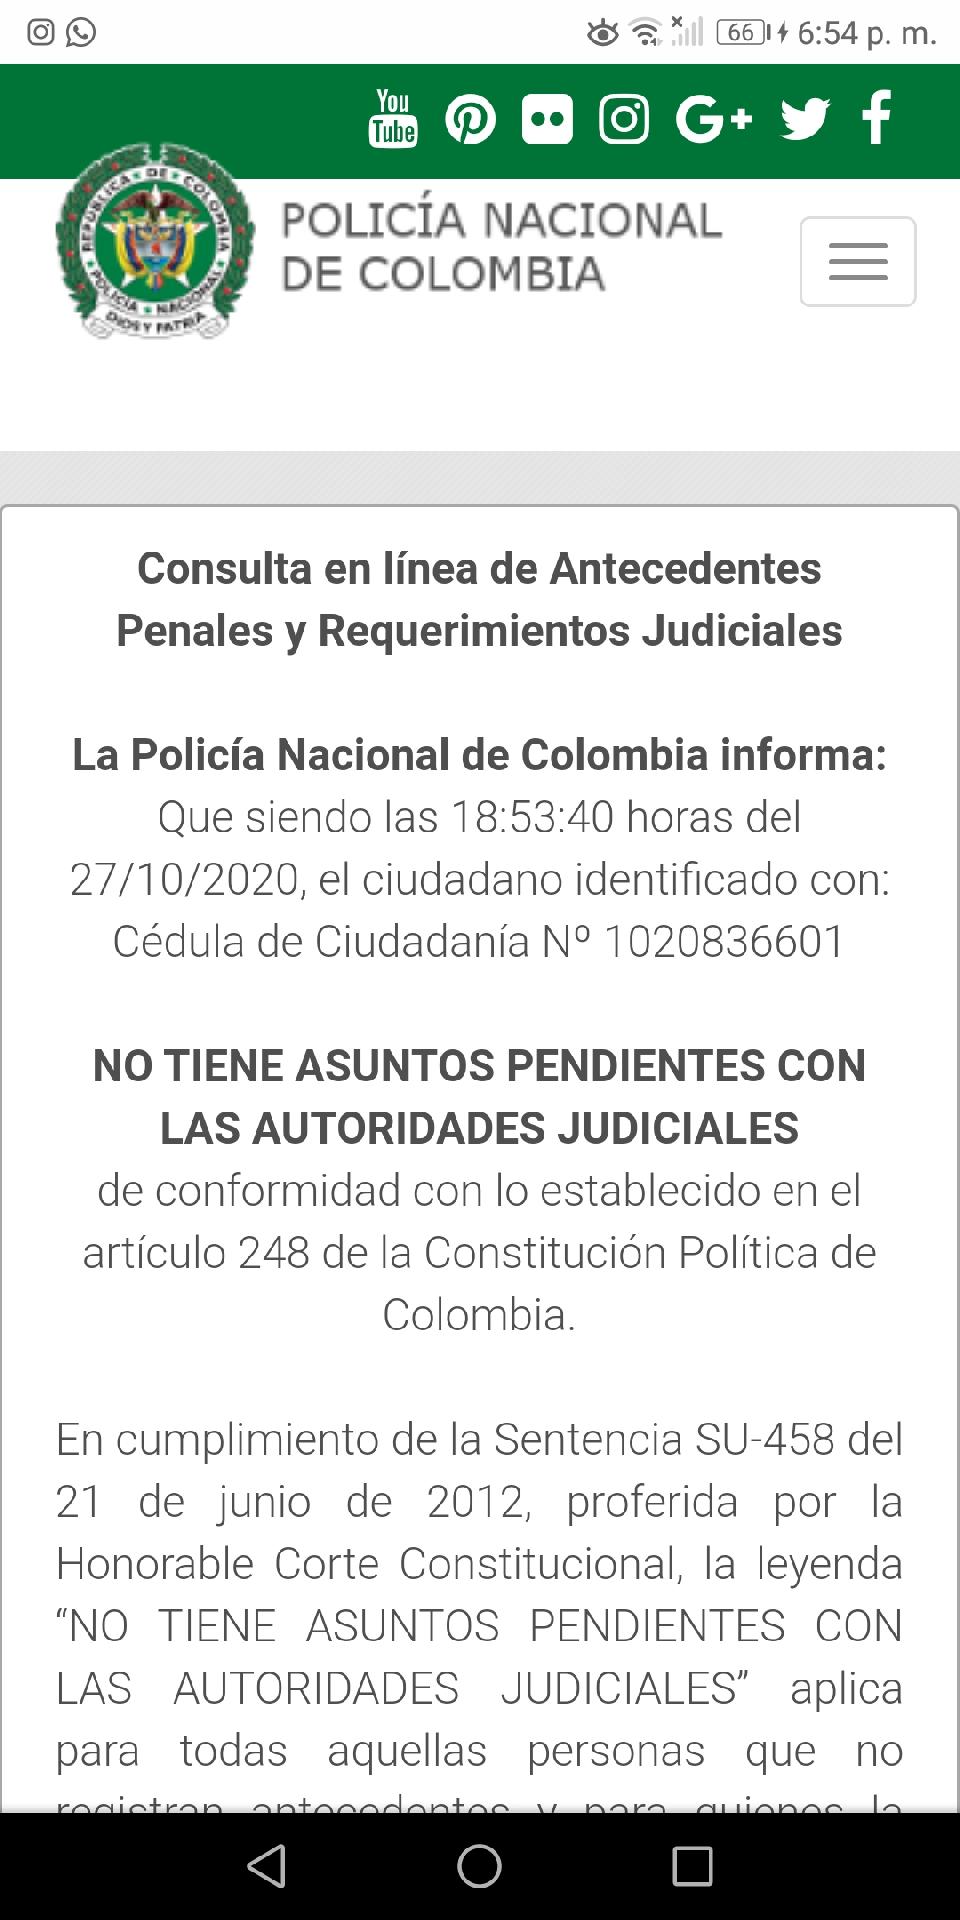 66 6:54 p. m.
You
Tube
G+
REPÚBLICA DE COLOMBIA
POLICÍA NACIONAL
DIOS Y PATRIA
POLICÍA NACIONAL
DE COLOMBIA
Consulta en línea de Antecedentes
Penales y Requerimientos Judiciales
La Policía Nacional de Colombia informa:
Que siendo las 18:53:40 horas del
27/10/2020, el ciudadano identificado con:
Cédula de Ciudadanía Nº 1020836601
NO TIENE ASUNTOS PENDIENTES CON
LAS AUTORIDADES JUDICIALES
de conformidad con lo establecido en el
artículo 248 de la Constitución Política de
Colombia.
En cumplimiento de la Sentencia SU-458 del
21 de junio de 2012, proferida por la
Honorable Corte Constitucional, la leyenda
“NO TIENE ASUNTOS PENDIENTES CON
LAS AUTORIDADES JUDICIALES” aplica
para todas aquellas personas que no
registran antecedentes y para quienes la